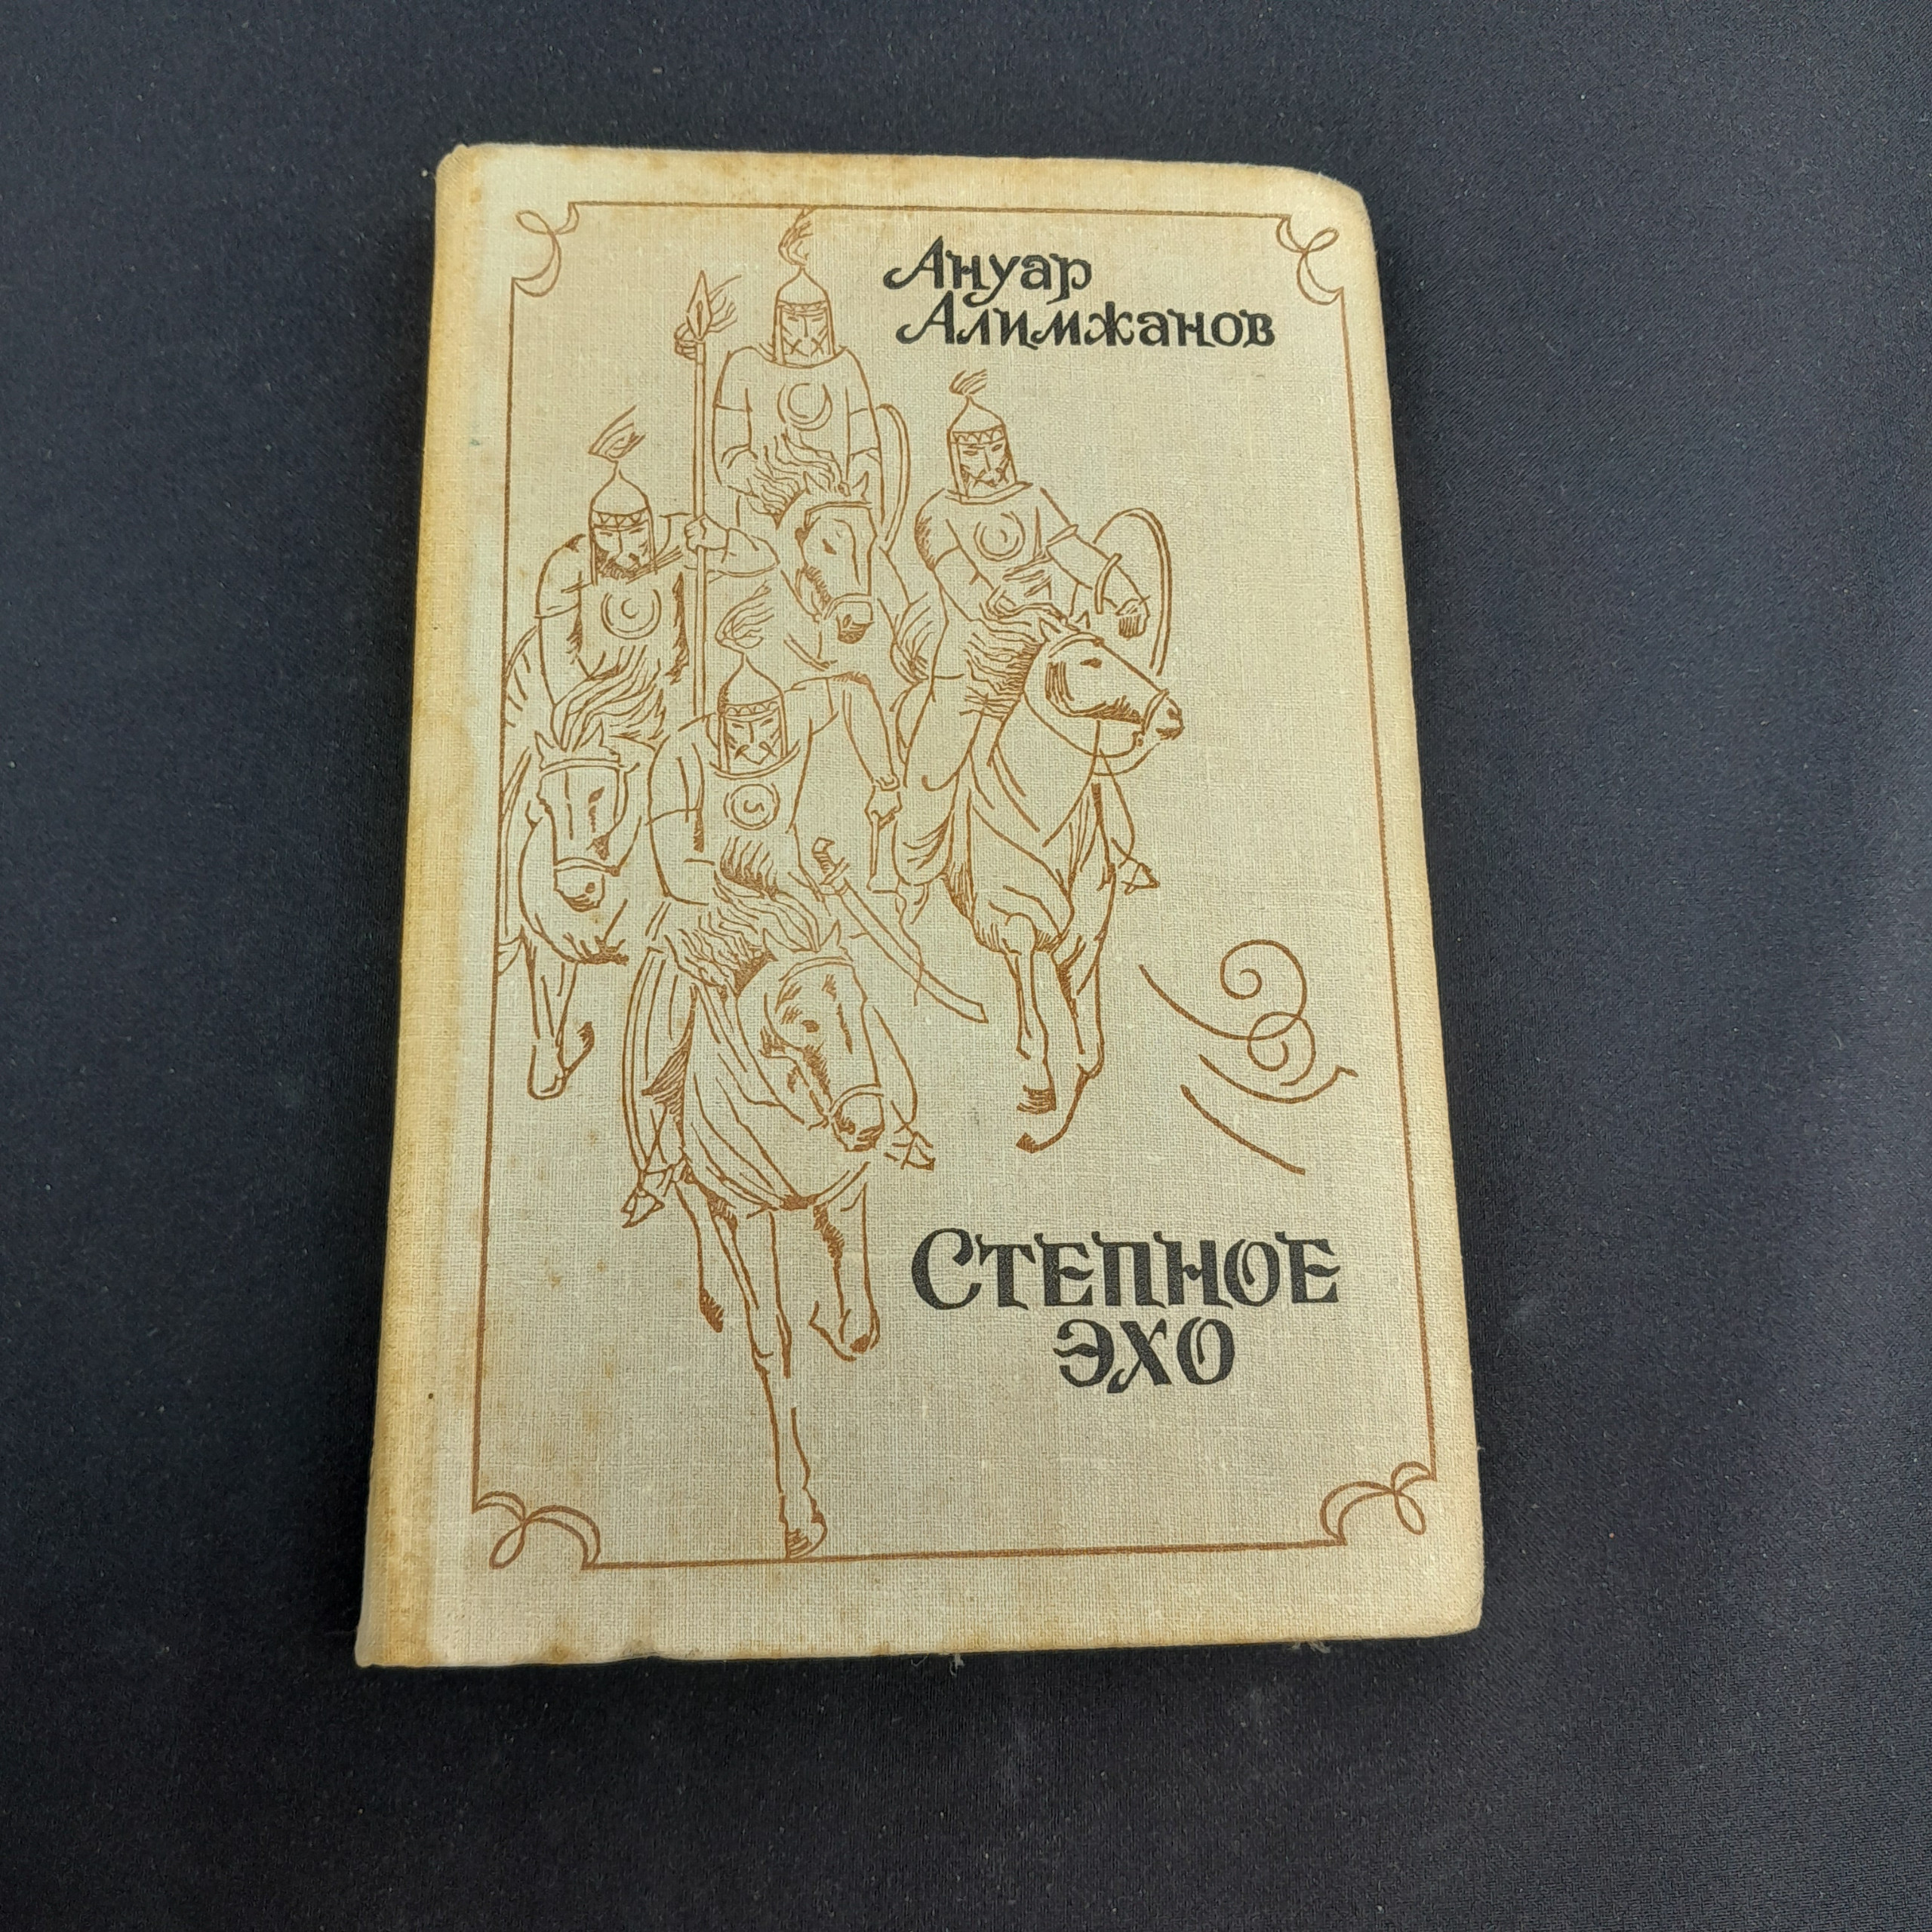 Ануар
Алимжанов
Степное
эхо